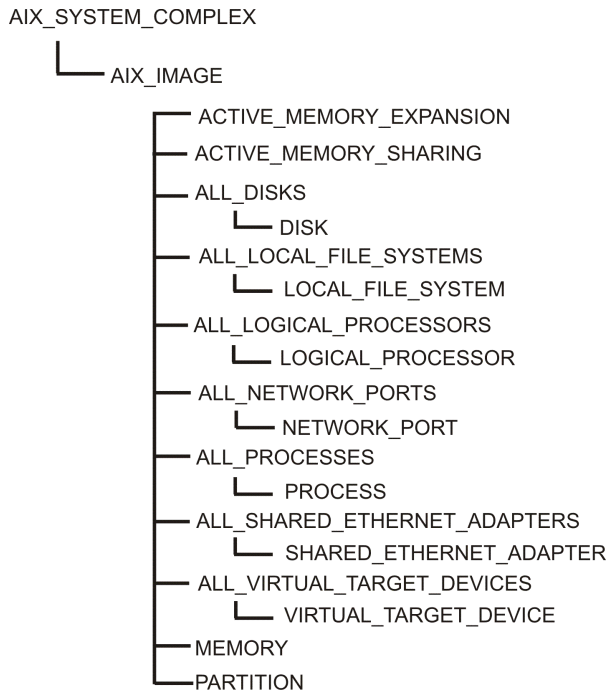 AIX_SYSTEM_COMPLEX
AIX_IMAGE
ACTIVE_MEMORY_EXPANSION
ACTIVE_MEMORY_SHARING
ALL_DISKS
DISK
ALL_LOCAL_FILE_SYSTEMS
LOCAL_FILE_SYSTEM
ALL_LOGICAL_PROCESSORS
LOGICAL_PROCESSOR
ALL_NETWORK_PORTS
NETWORK_PORT
ALL_PROCESSES
PROCESS
ALL_SHARED_ETHERNET_ADAPTERS
SHARED_ETHERNET_ADAPTER
ALL_VIRTUAL_TARGET_DEVICES
VIRTUAL_TARGET_DEVICE
MEMORY
PARTITION